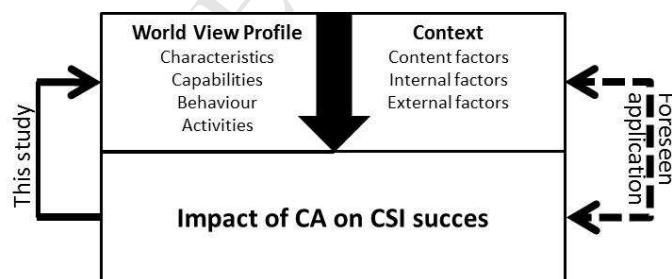 World View Profile
Characteristics
Capabilities
Behaviour
Activities
Context
Content factors
Internal factors
External factors
This study
Foreseen
application
Impact of CA on CSI succes